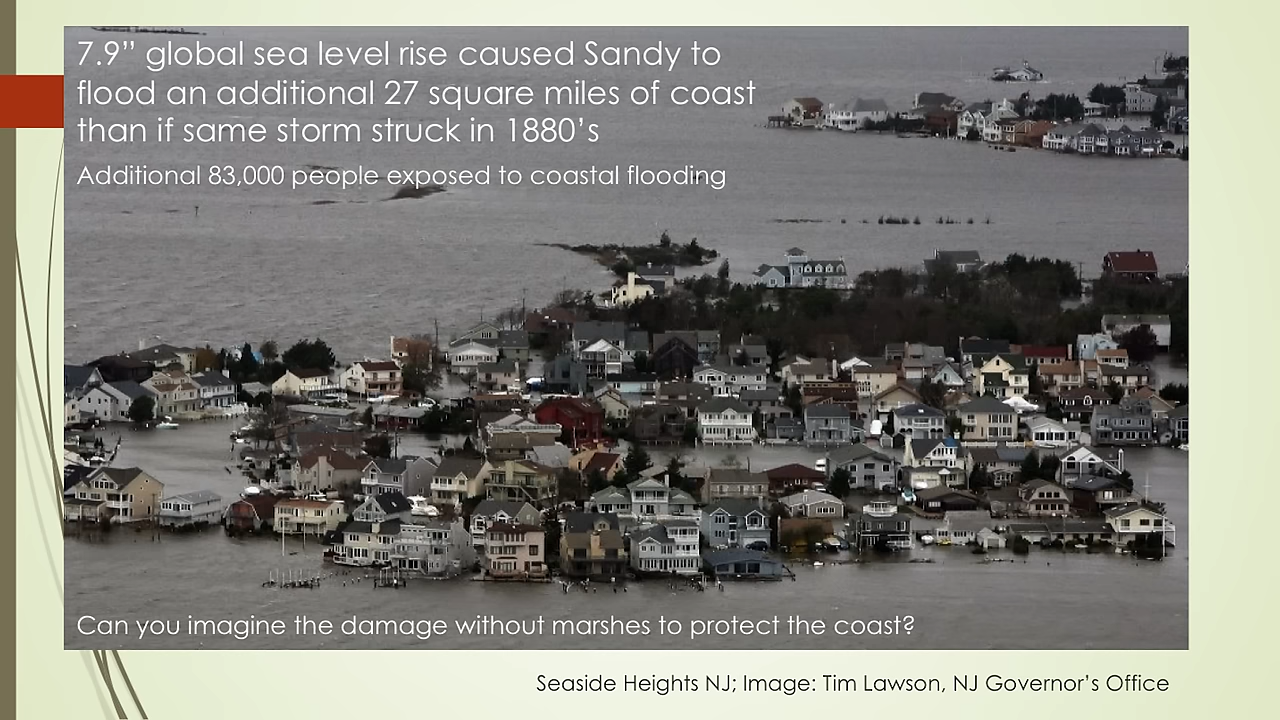 7.9” global sea level rise caused Sandy to
flood an additional 27 square miles of coast
than if same storm struck in 1880’s
Additional 83,000 people exposed to coastal flooding
Can you imagine the damage without marshes to protect the coast?
Seaside Heights NJ; Image: Tim Lawson, NJ Governor’s Office